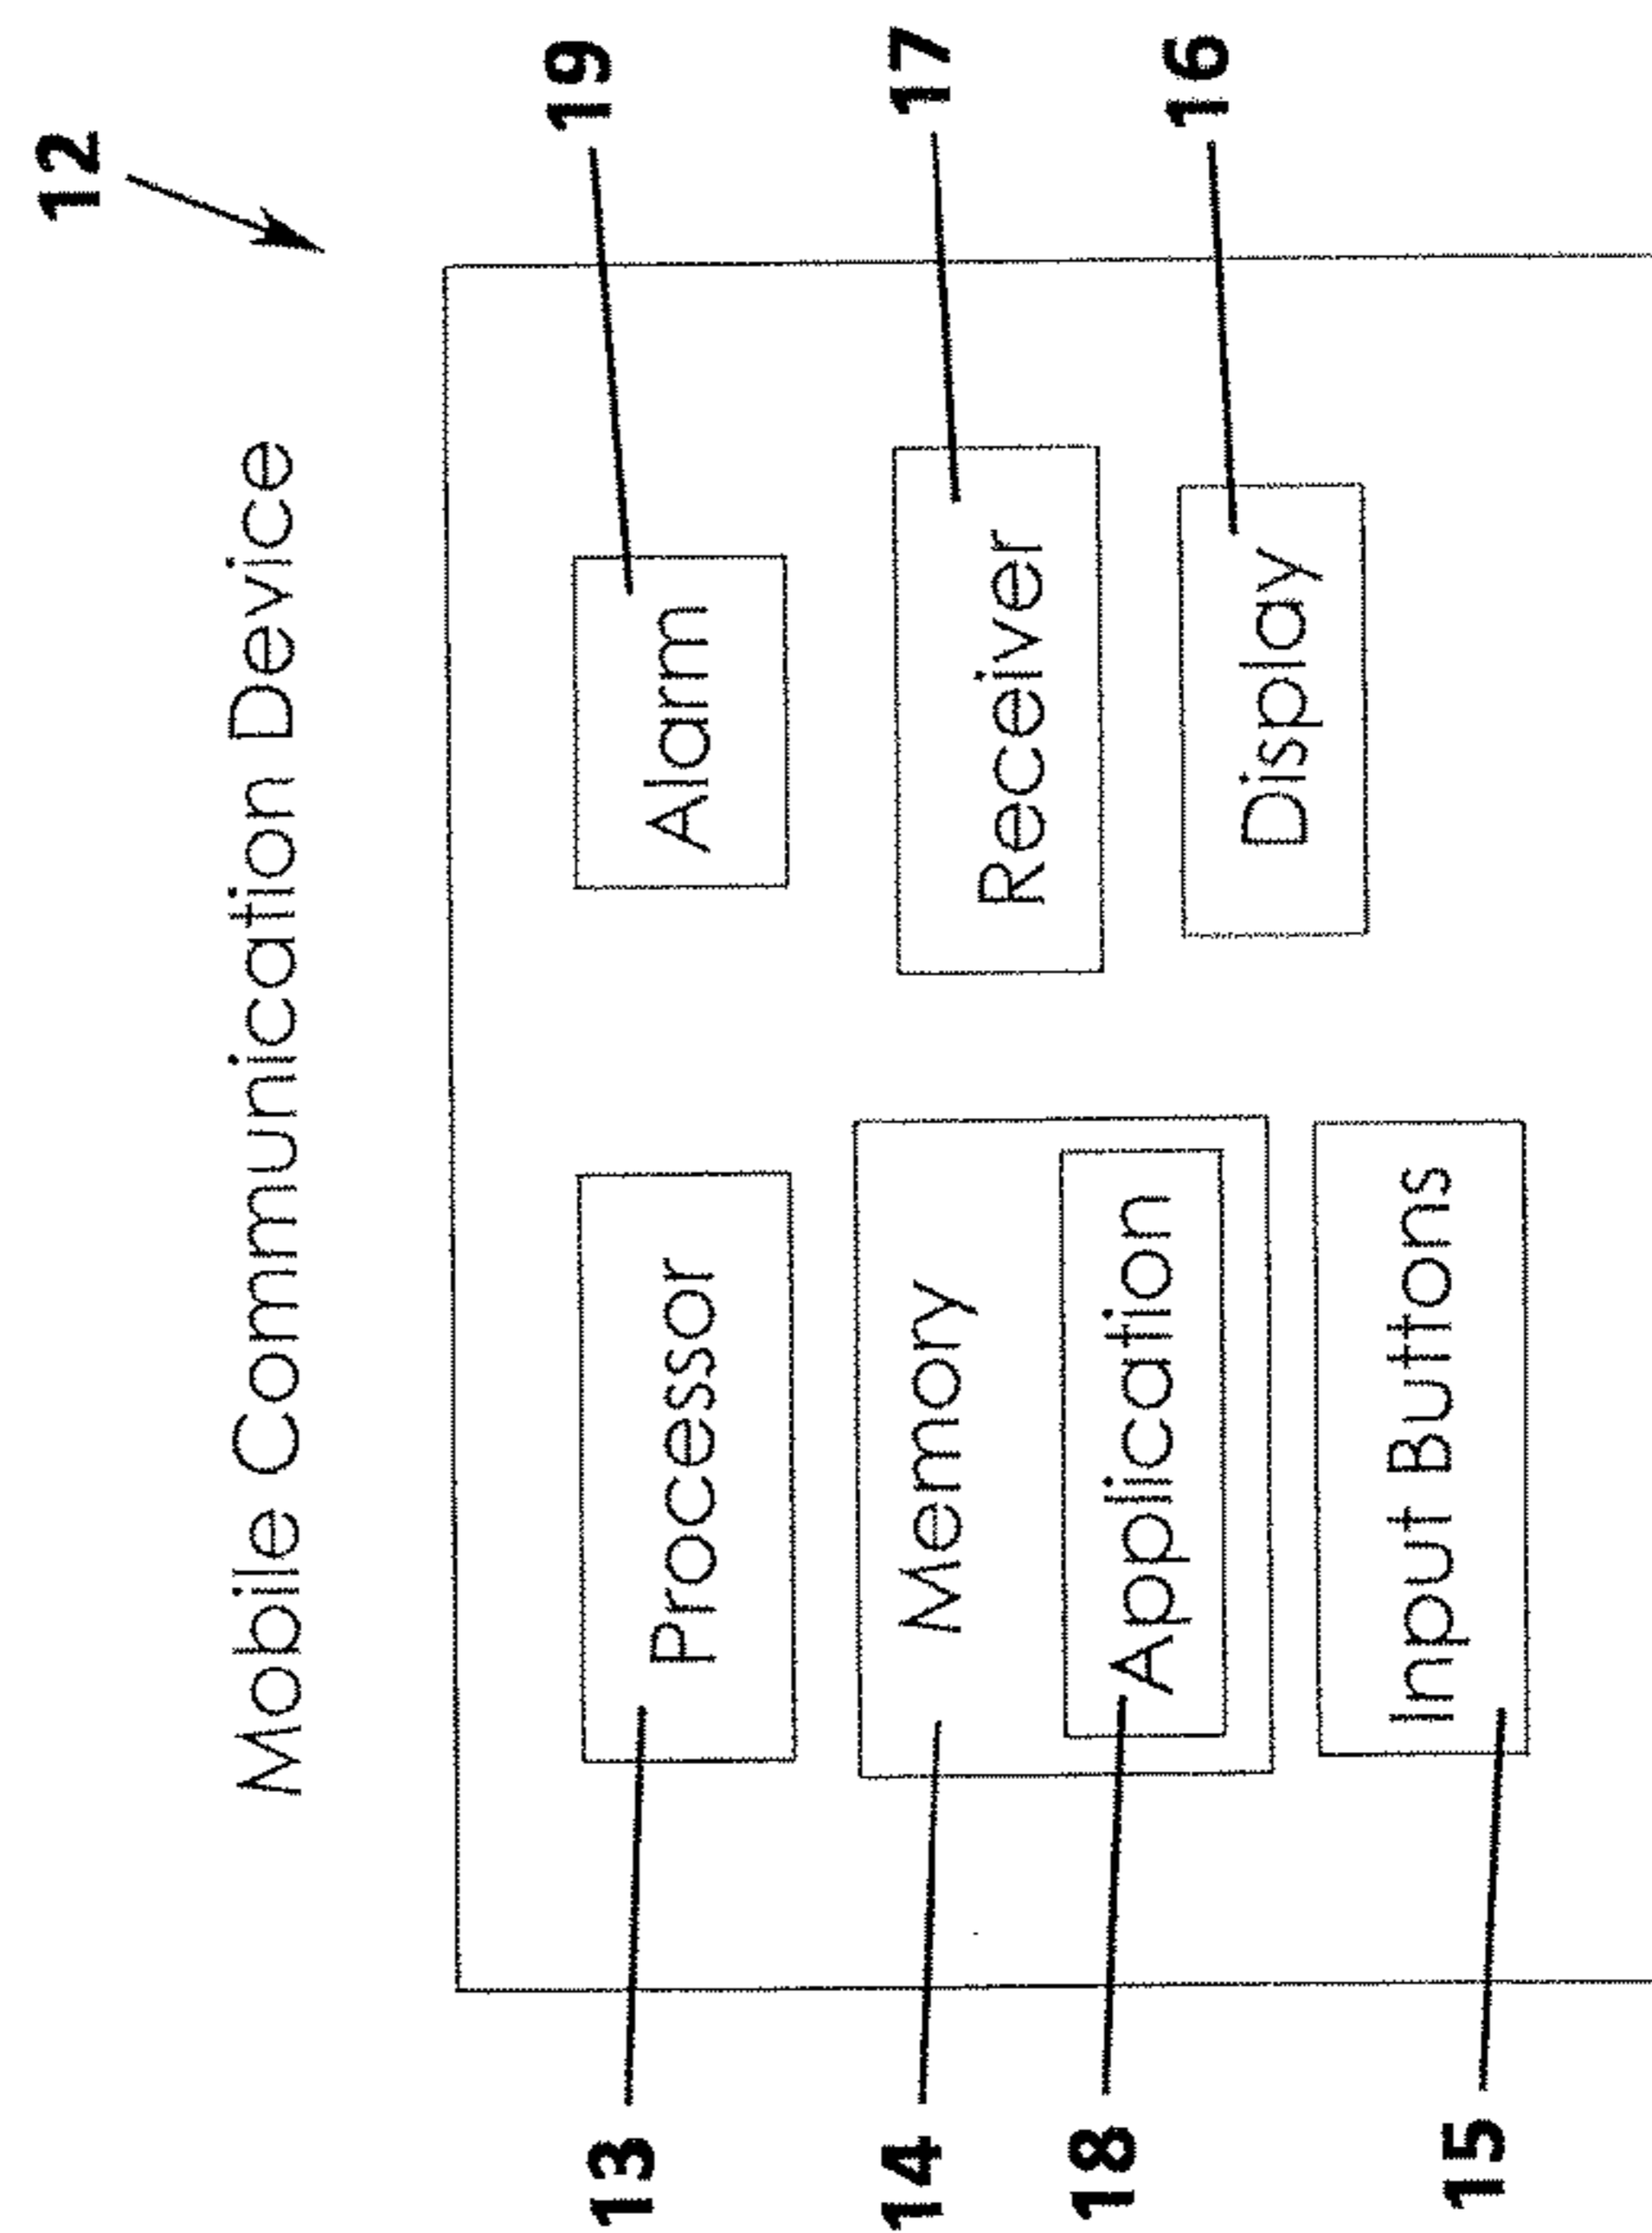 12
Mobile Communication Device
13
Processor
Alarm
19
14
Memory
Receiver
17
18
Application
Display
16
15
Input Buttons